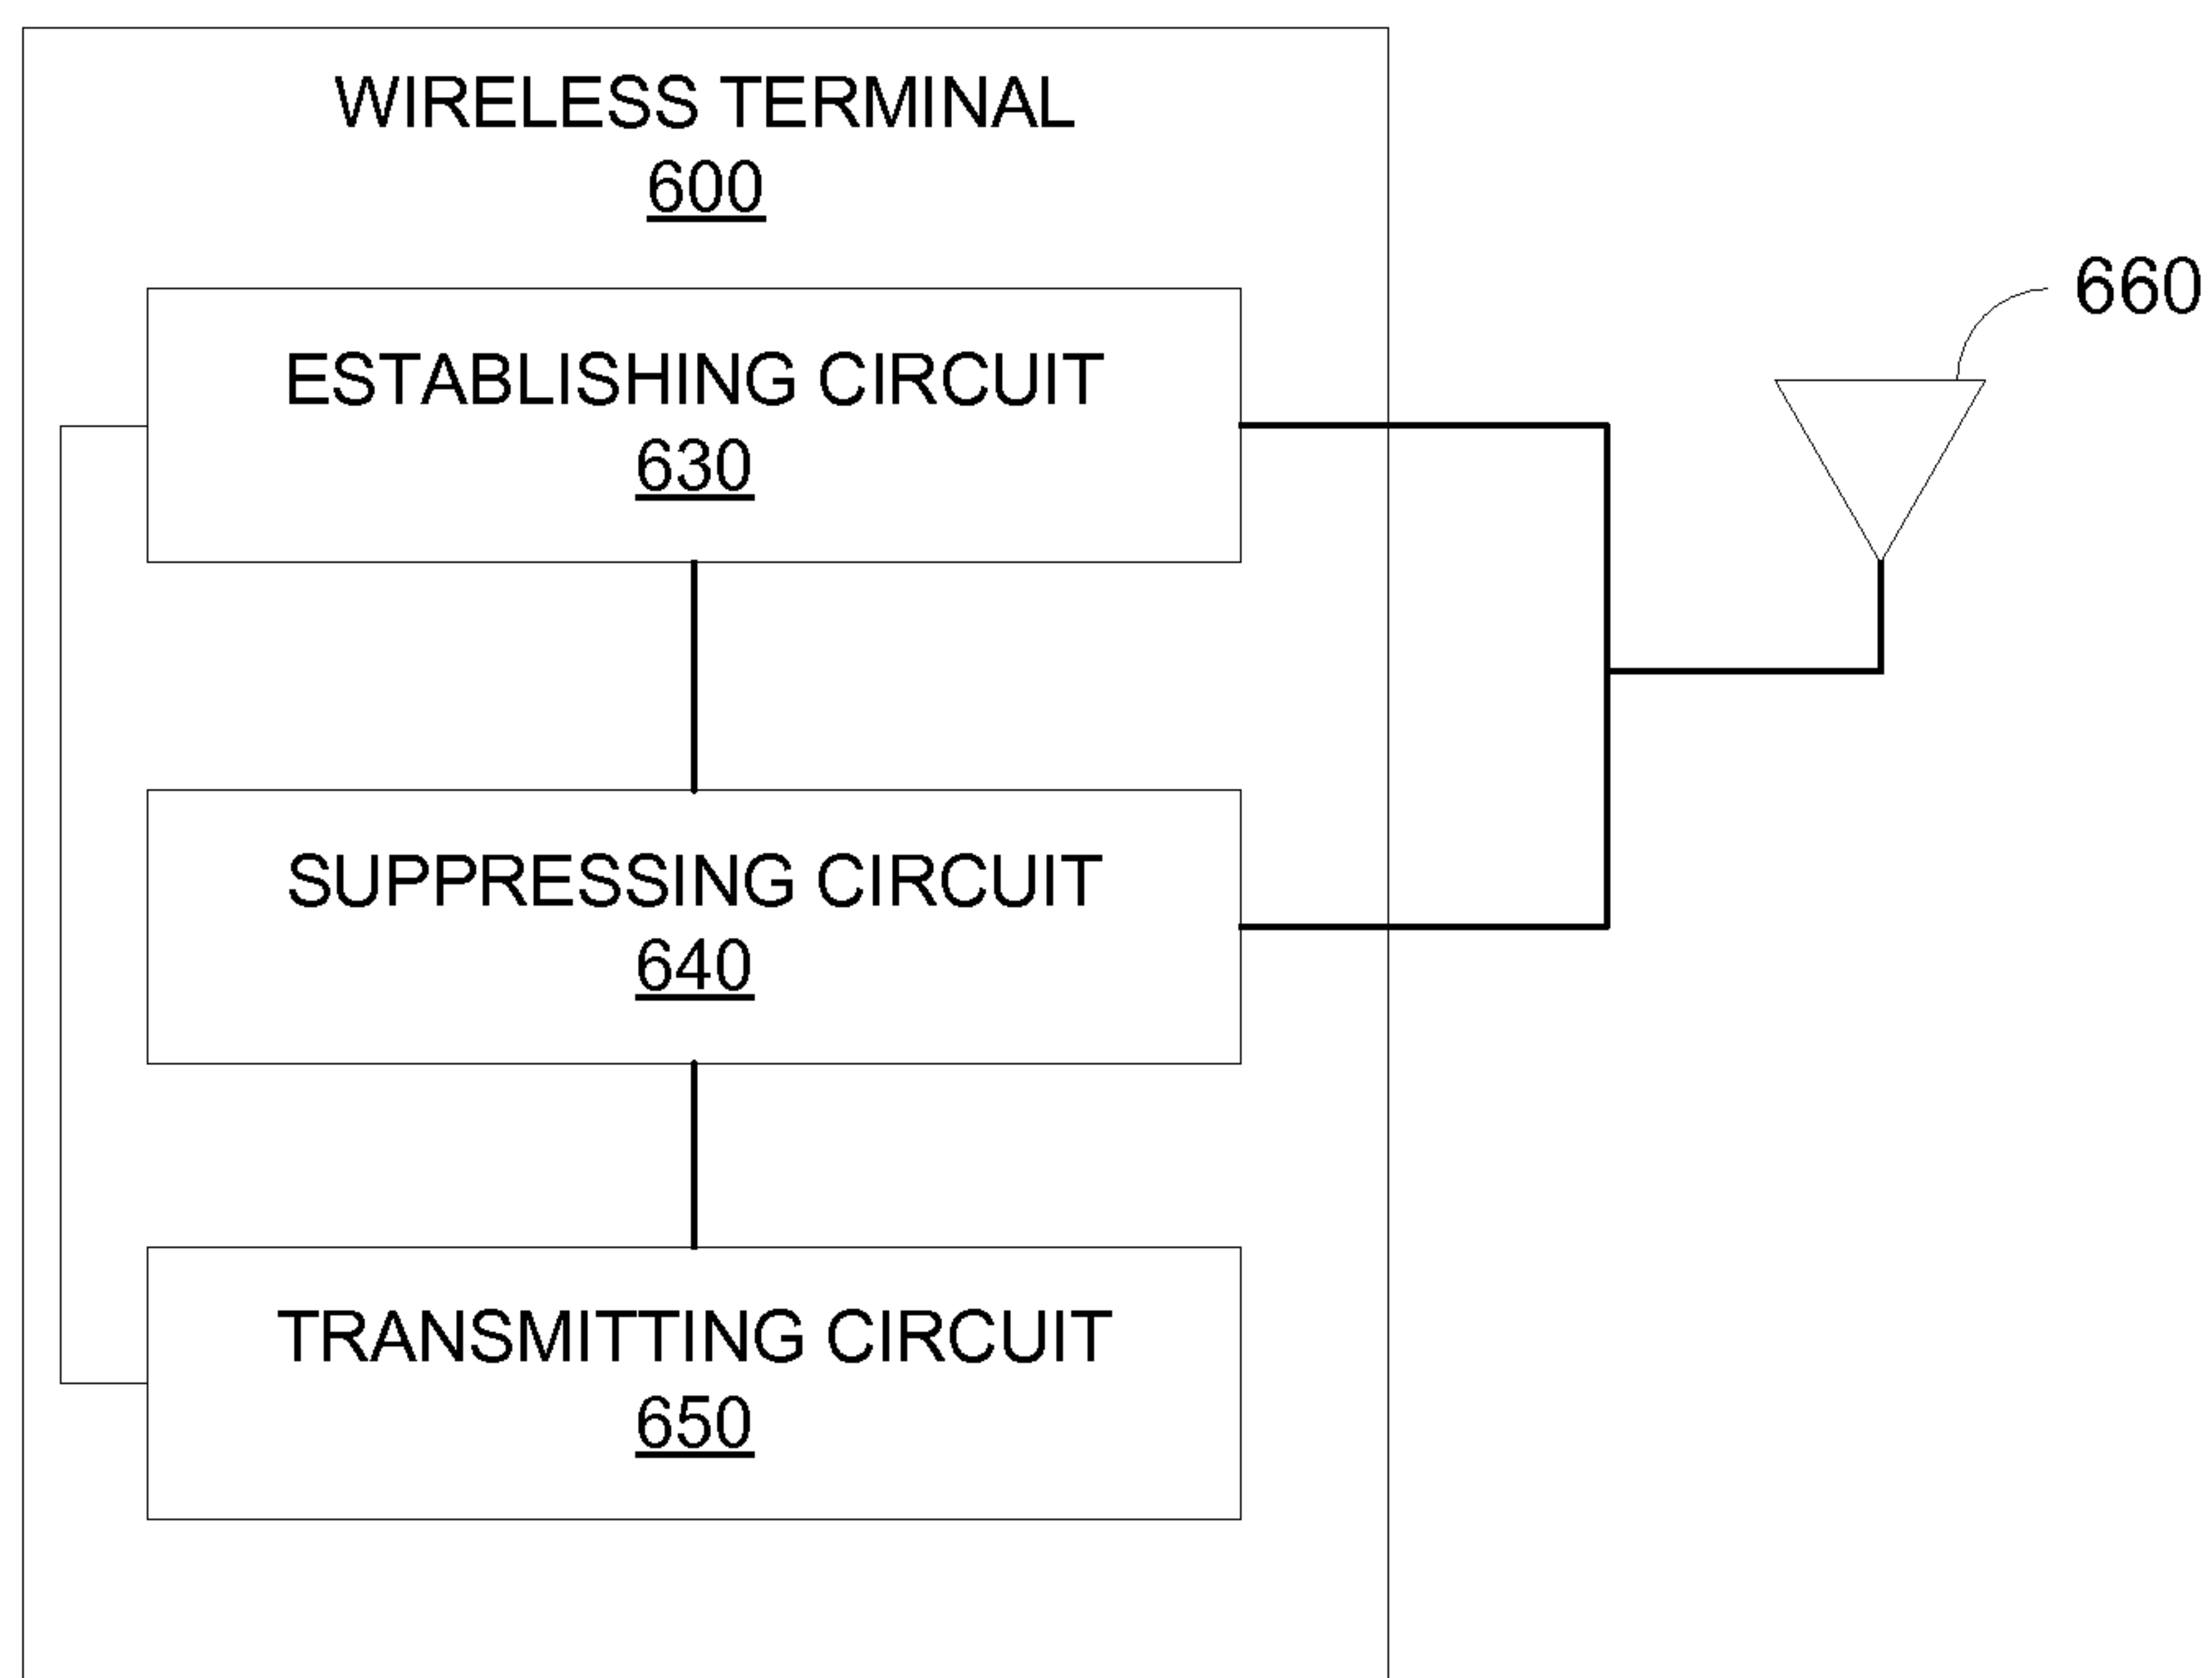 WIRELESS TERMINAL
600
660
ESTABLISHING CIRCUIT
630
SUPPRESSING CIRCUIT
640
TRANSMITTING CIRCUIT
650